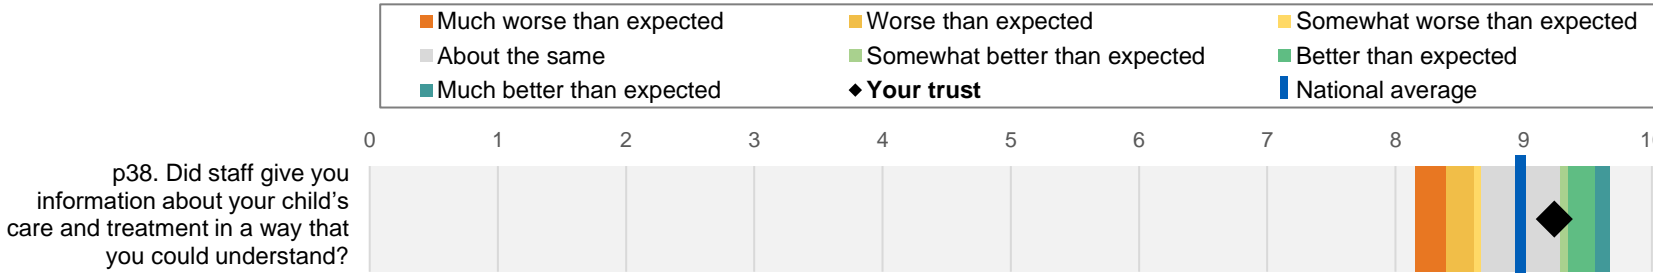 Much worse than expected Worse than expected Somewhat worse than expected
About the same Somewhat better than expected Better than expected
Much better than expected Your trust National average
0 1 2 3 4 5 6 7 8 9 10
p38. Did staff give you
information about your child’s
care and treatment in a way that
you could understand?